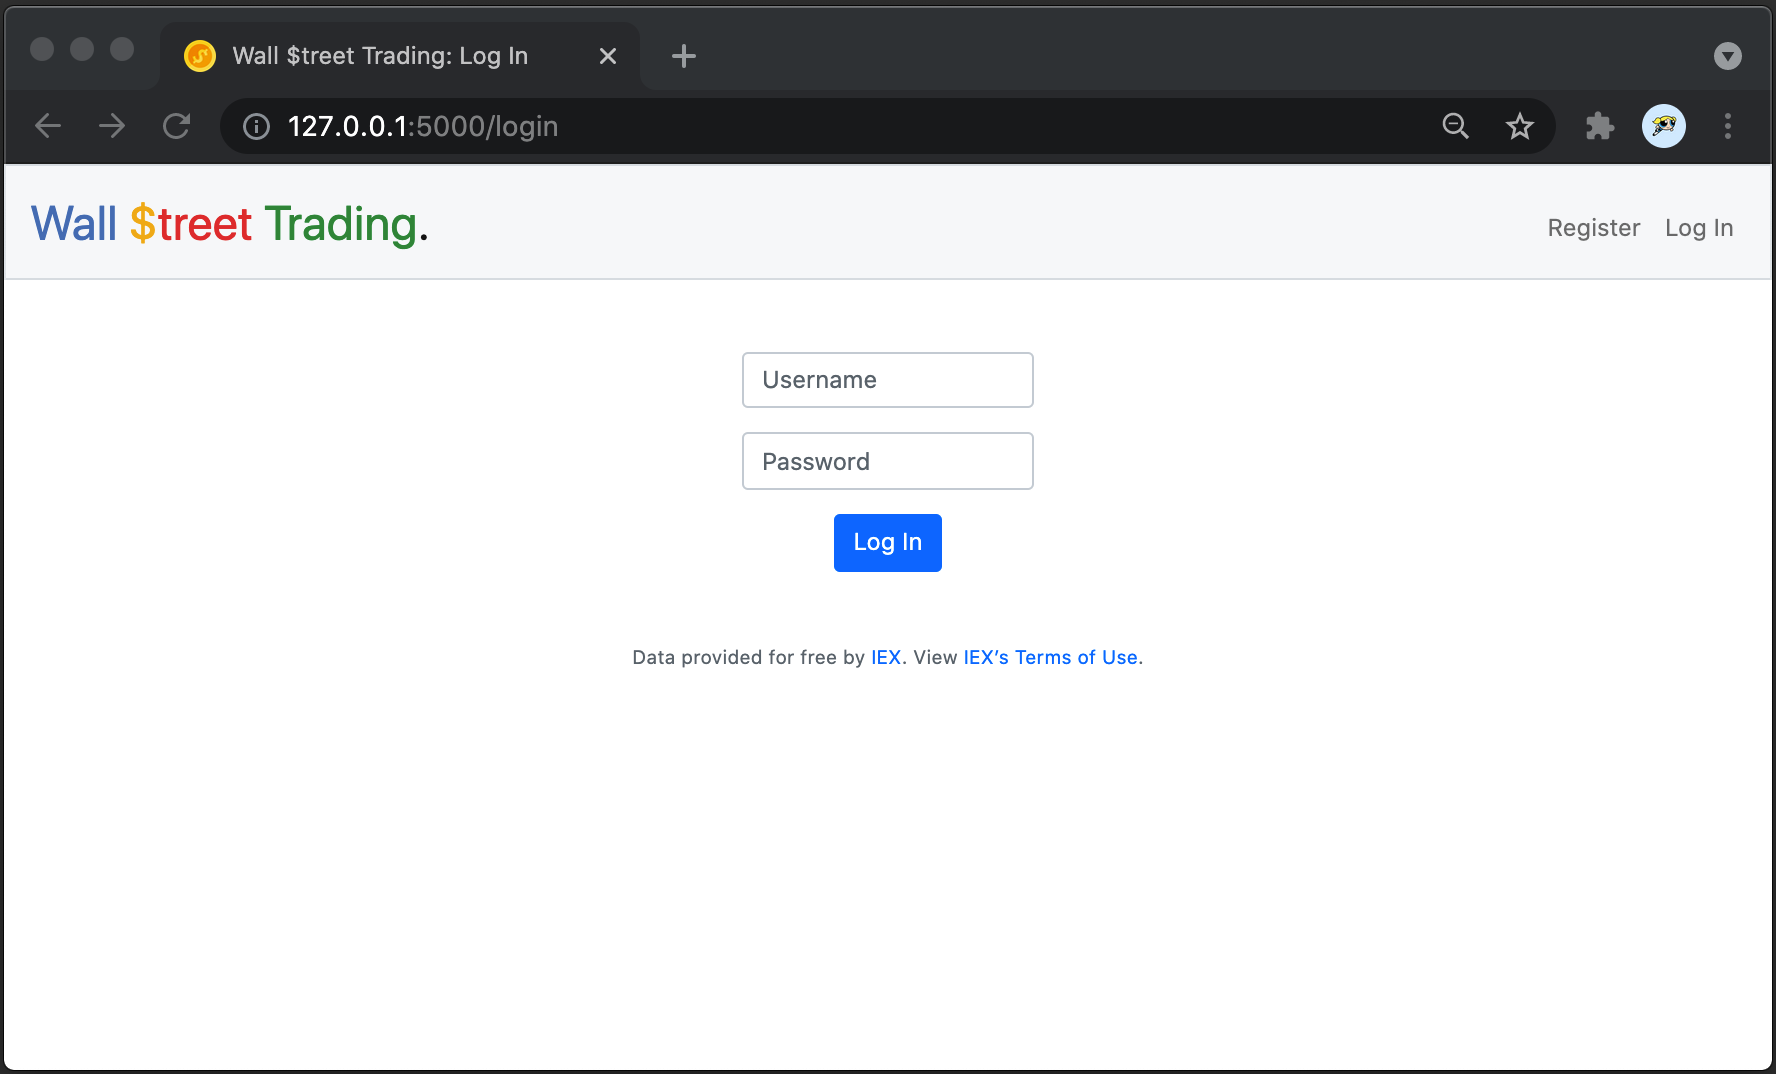 Wall $treet Trading: Log In
127.0.0.1:5000/login
Wall $treet Trading.
Register Log In
Username
Password
Log In
Data provided for free by IEX. View IEX’s Terms of Use.